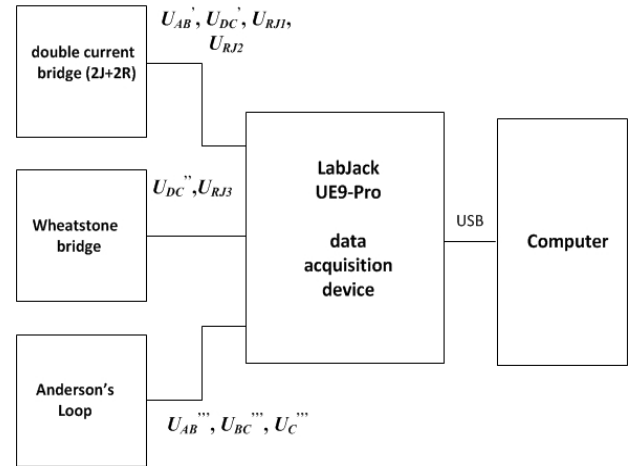 double current
bridge (2J+2R)
U_AB', U_DC', U_RJ1,
U_RJ2
Wheatstone
bridge
U_DC'',U_RJ3
Anderson's
Loop
U_AB''', U_BC''', U_C'''
LabJack
UE9-Pro
data
acquisition
device
USB
Computer